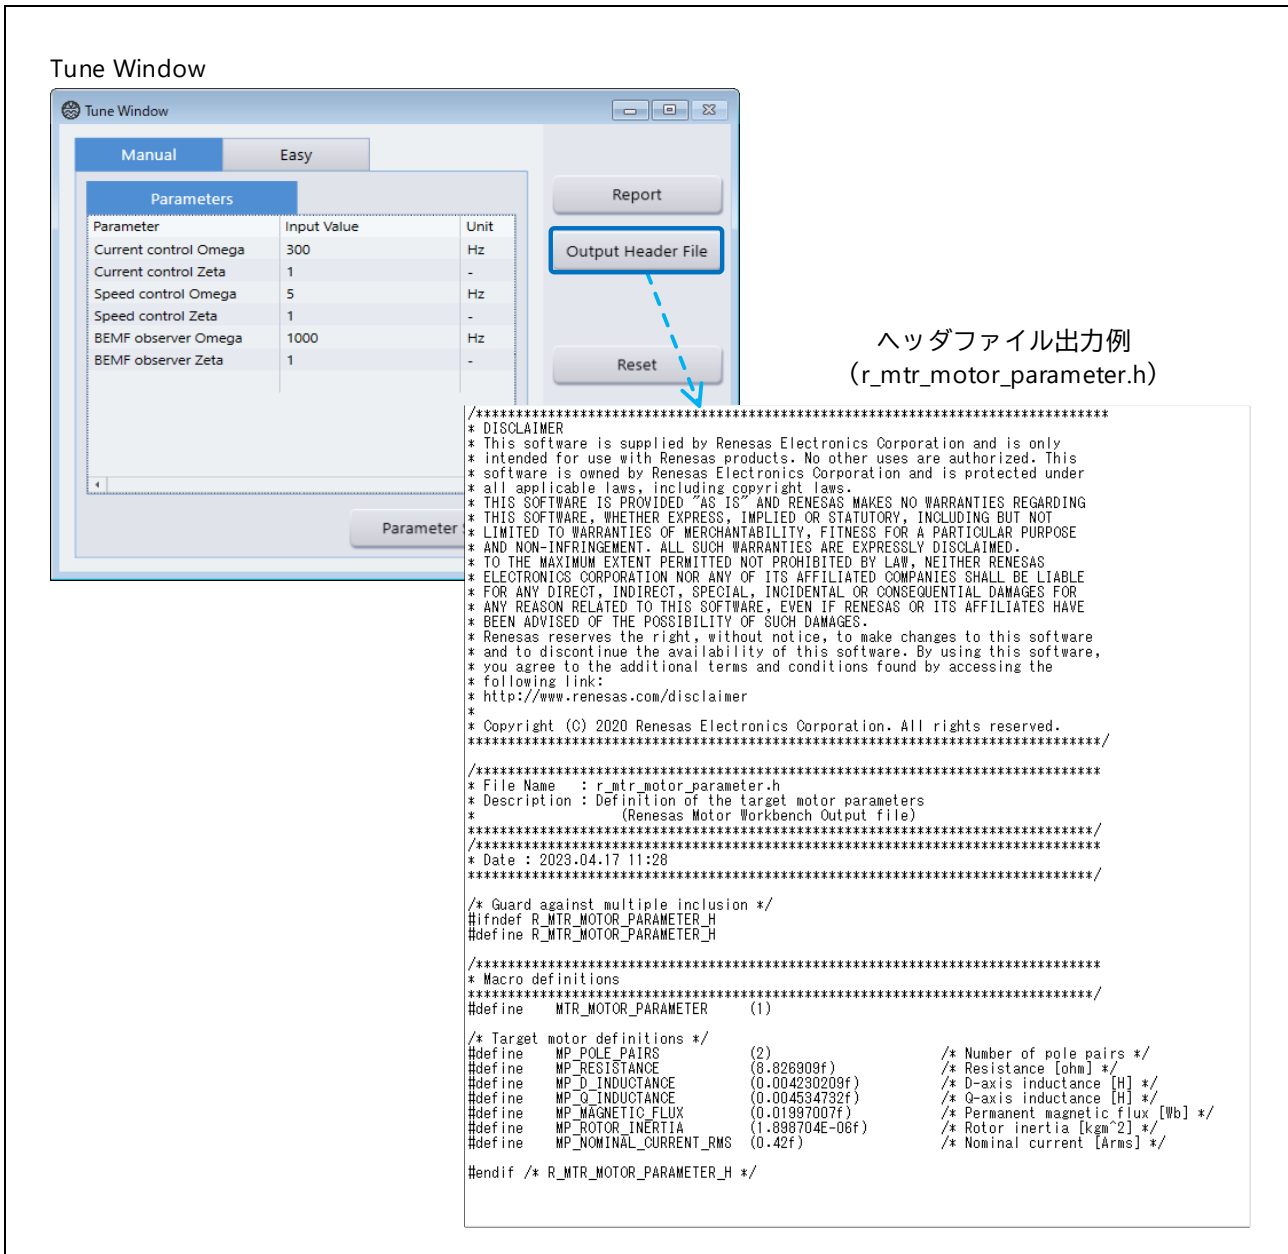 Tune Window
Tune Window
Manual Easy
Parameters
Parameter Input Value Unit
Current control Omega 300 Hz
Current control Zeta 1 -
Speed control Omega 5 Hz
Speed control Zeta 1 -
BEMF observer Omega 1000 Hz
BEMF observer Zeta 1 -
Report
Output Header File
Reset
Parameter
ヘッダファイル出力例
（r_mtr_motor_parameter.h）
/*******************************************************************************
* DISCLAIMER
* This software is supplied by Renesas Electronics Corporation and is only
* intended for use with Renesas products. No other uses are authorized. This
* software is owned by Renesas Electronics Corporation and is protected under
* all applicable laws, including copyright laws.
* THIS SOFTWARE IS PROVIDED "AS IS" AND RENESAS MAKES NO WARRANTIES REGARDING
* THIS SOFTWARE, WHETHER EXPRESS, IMPLIED OR STATUTORY, INCLUDING BUT NOT
* LIMITED TO WARRANTIES OF MERCHANTABILITY, FITNESS FOR A PARTICULAR PURPOSE
* AND NON-INFRINGEMENT. ALL SUCH WARRANTIES ARE EXPRESSLY DISCLAIMED.
* TO THE MAXIMUM EXTENT PERMITTED NOT PROHIBITED BY LAW, NEITHER RENESAS
* ELECTRONICS CORPORATION NOR ANY OF ITS AFFILIATED COMPANIES SHALL BE LIABLE
* FOR ANY DIRECT, INDIRECT, SPECIAL, INCIDENTAL OR CONSEQUENTIAL DAMAGES FOR
* ANY REASON RELATED TO THIS SOFTWARE, EVEN IF RENESAS OR ITS AFFILIATES HAVE
* BEEN ADVISED OF THE POSSIBILITY OF SUCH DAMAGES.
* Renesas reserves the right, without notice, to make changes to this software
* and to discontinue the availability of this software. By using this software,
* you agree to the additional terms and conditions found by accessing the
* following link:
* http://www.renesas.com/disclaimer
*
* Copyright (C) 2020 Renesas Electronics Corporation. All rights reserved.
*******************************************************************************/
/******************************************************************************
* File Name : r_mtr_motor_parameter.h
* Description : Definition of the target motor parameters
* (Renesas Motor Workbench Output file)
******************************************************************************/
/******************************************************************************
* Date : 2023.04.17 11:28
******************************************************************************/
/* Guard against multiple inclusion */
#ifndef R_MTR_MOTOR_PARAMETER_H
#define R_MTR_MOTOR_PARAMETER_H
/******************************************************************************
* Macro definitions
******************************************************************************/
#define MTR_MOTOR_PARAMETER (1)
/* Target motor definitions */
#define MP_POLE_PAIRS (2) /* Number of pole pairs */
#define MP_RESISTANCE (8.826909f) /* Resistance [ohm] */
#define MP_D_INDUCTANCE (0.004230209f) /* D-axis inductance [H] */
#define MP_Q_INDUCTANCE (0.004534732f) /* Q-axis inductance [H] */
#define MP_MAGNETIC_FLUX (0.01997007f) /* Permanent magnetic flux [Wb] */
#define MP_ROTOR_INERTIA (1.898704E-06f) /* Rotor inertia [kgm^2] */
#define MP_NOMINAL_CURRENT_RMS (0.42f) /* Nominal current [Arms] */
#endif /* R_MTR_MOTOR_PARAMETER_H */